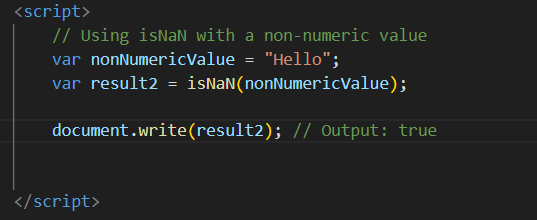 <script>
// Using isNaN with a non-numeric value
var nonNumericValue = "Hello";
var result2 = isNaN(nonNumericValue);
document.write(result2); // Output: true
</script>